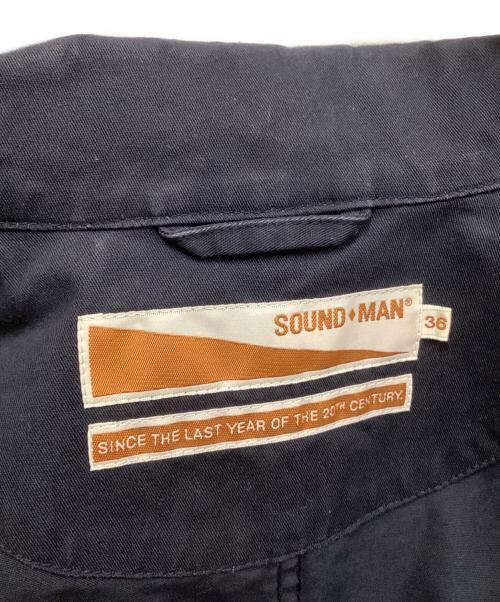 SOUND♦MAN®
36
SINCE THE LAST YEAR OF THE 20TH CENTURY.